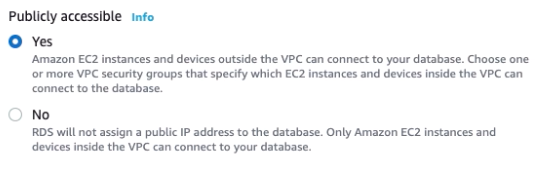 Publicly accessible Info
Yes
Amazon EC2 instances and devices outside the VPC can connect to your database. Choose one
or more VPC security groups that specify which EC2 instances and devices inside the VPC can
connect to the database.
No
RDS will not assign a public IP address to the database. Only Amazon EC2 instances and
devices inside the VPC can connect to your database.